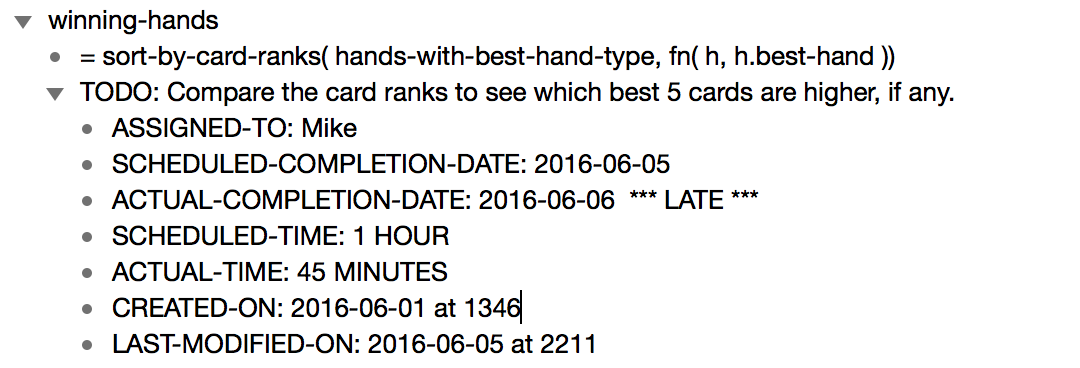 winning-hands
= sort-by-card-ranks( hands-with-best-hand-type, fn( h, h.best-hand ))
TODO: Compare the card ranks to see which best 5 cards are higher, if any.
ASSIGNED-TO: Mike
SCHEDULED-COMPLETION-DATE: 2016-06-05
ACTUAL-COMPLETION-DATE: 2016-06-06  *** LATE ***
SCHEDULED-TIME: 1 HOUR
ACTUAL-TIME: 45 MINUTES
CREATED-ON: 2016-06-01 at 1346
LAST-MODIFIED-ON: 2016-06-05 at 2211